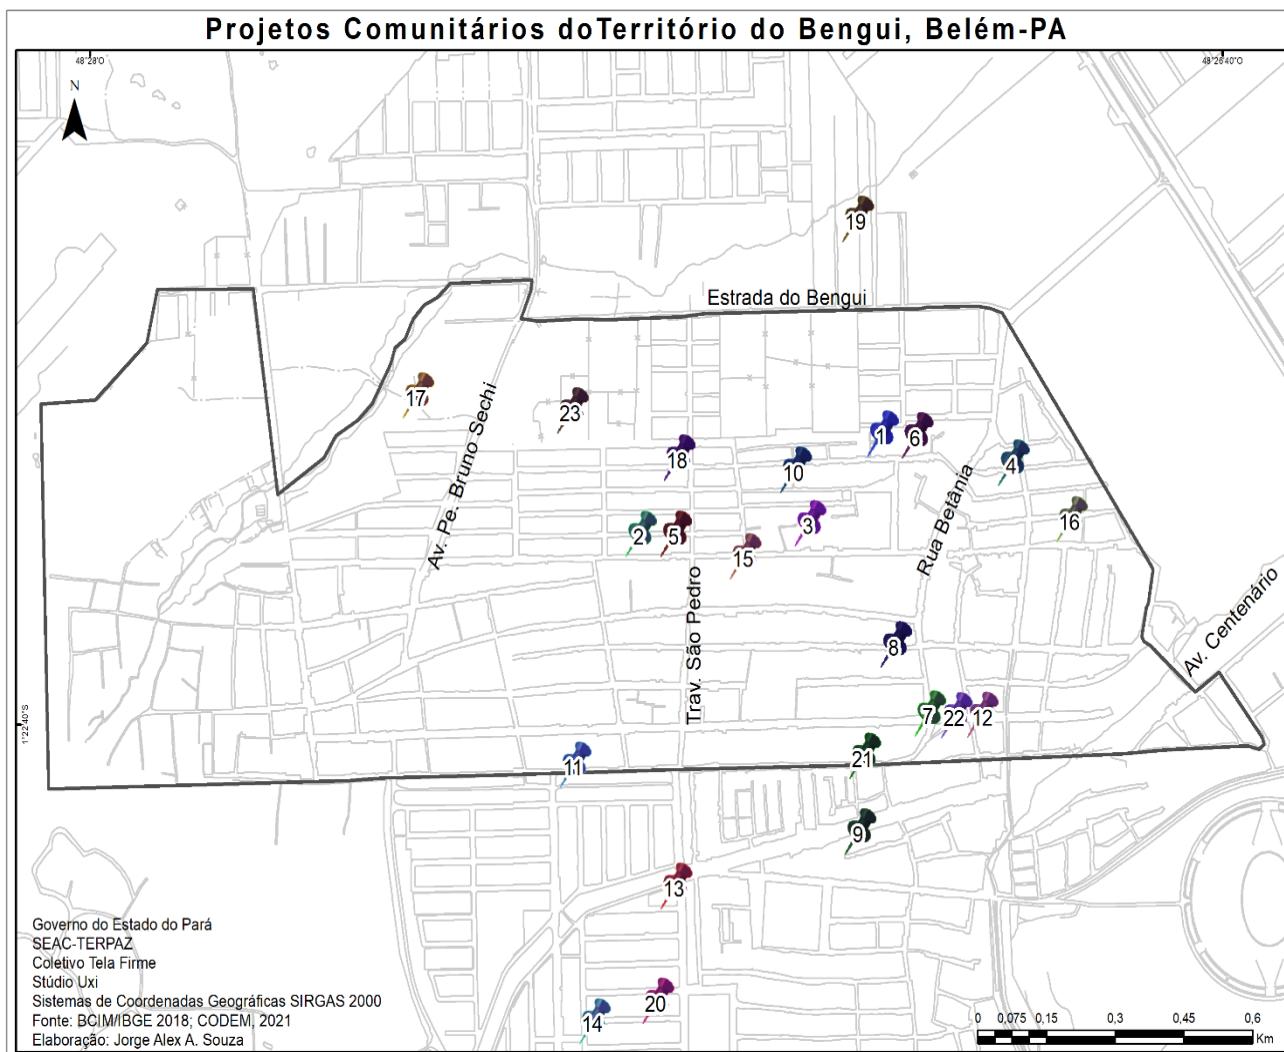 Projetos Comunitários doTerritório do Bengui, Belém-PA
48°28'O
48°26'40"O
N
19
Estrada do Bengui
17
23
Av. Pe. Bruno Sechi
1
6
18
10
4
Rua Betânia
3
16
2
5
15
Trav. São Pedro
Av. Centenário
8
1°22'40"S
7
22
12
11
21
9
13
20
14
Governo do Estado do Pará
SEAC-TERPAZ
Coletivo Tela Firme
Stúdio Uxi
Sistemas de Coordenadas Geográficas SIRGAS 2000
Fonte: BCIM/IBGE 2018; CODEM, 2021
Elaboração: Jorge Alex A. Souza
0 0,075 0,15 0,3 0,45 0,6
Km